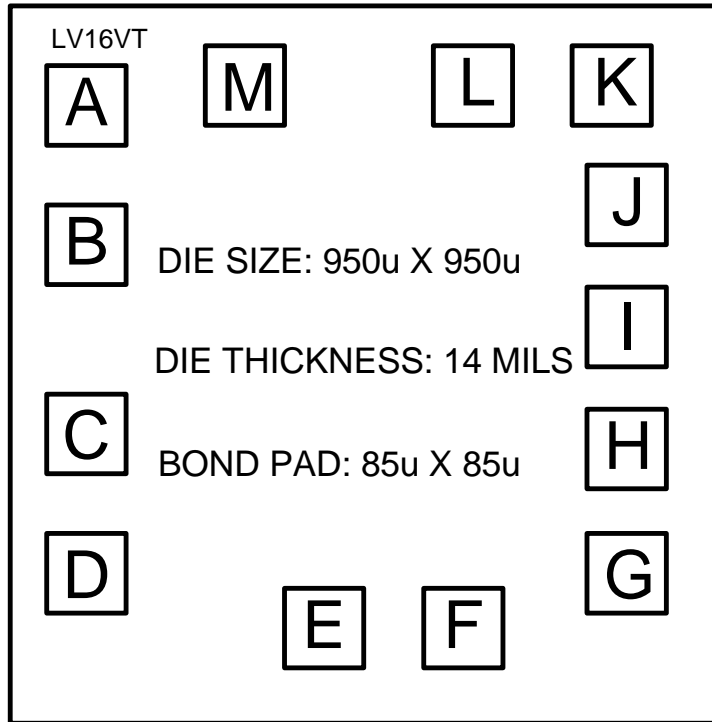 LV16VT
A
M
L
K
J
B
DIE SIZE: 950u X 950u
I
DIE THICKNESS: 14 MILS
C
H
BOND PAD: 85u X 85u
D
G
E
F